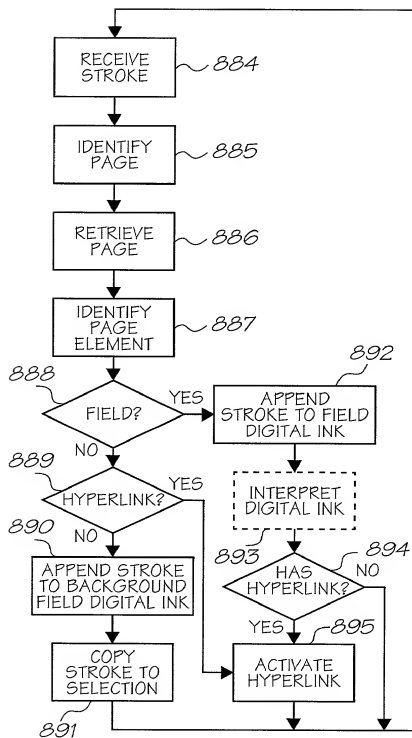 RECEIVE
STROKE
884
IDENTIFY
PAGE
885
RETRIEVE
PAGE
886
IDENTIFY
PAGE
ELEMENT
887
888
FIELD?
YES
NO
892
APPEND
STROKE TO FIELD
DIGITAL INK
889
HYPERLINK?
YES
NO
INTERPRET
DIGITAL INK
893
890
APPEND STROKE
TO BACKGROUND
FIELD DIGITAL INK
894
HAS
HYPERLINK?
NO
YES
895
COPY
STROKE TO
SELECTION
891
ACTIVATE
HYPERLINK